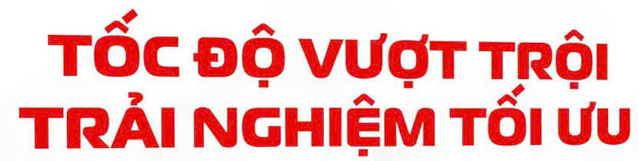 TỐC ĐỘ VƯỢT TRỘI
TRẢI NGHIỆM TỐI ƯU